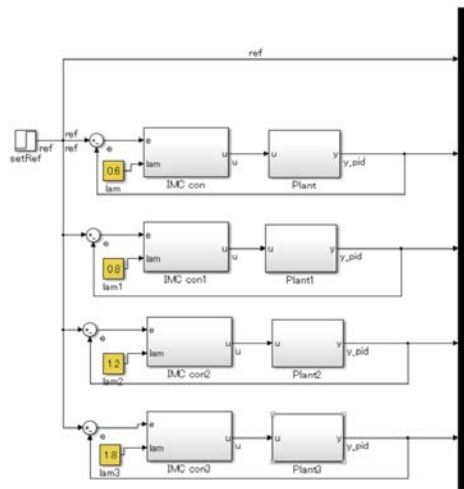 ref
setRef
ref
ref
ref
e
0.6
lam
e
lam
u
IMC con
u
u
y
Plant
y_pid
e
0.8
lam1
e
lam
u
IMC con1
u
u
y
Plant1
y_pid
e
1.2
lam2
e
lam
u
IMC con2
u
u
y
Plant2
y_pid
e
1.8
lam3
e
lam
u
IMC con3
u
u
y
Plant3
y_pid